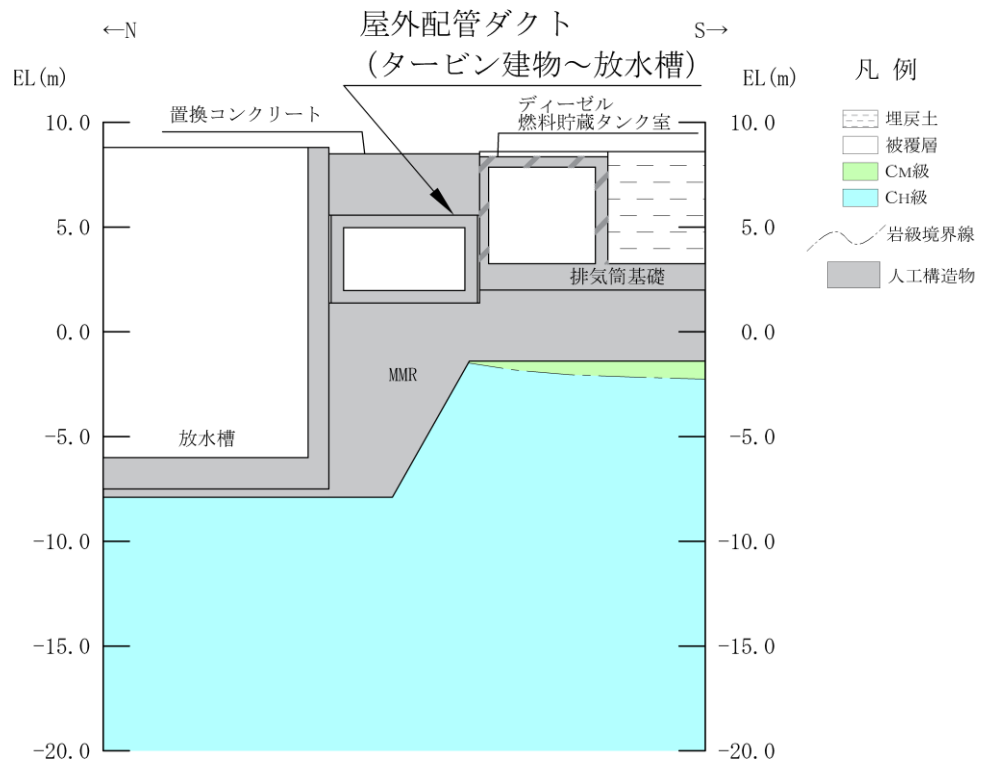 ←N
屋外配管ダクト
S→
(タービン建物～放水槽)
EL(m)
EL(m)
凡 例
置換コンクリート
ディーゼル
燃料貯蔵タンク室
10.0
10.0
埋戻土
被覆層
CM級
CH級
岩級境界線
人工構造物
5.0
5.0
排気筒基礎
0.0
0.0
MMR
放水槽
-5.0
-5.0
-10.0
-10.0
-15.0
-15.0
-20.0
-20.0